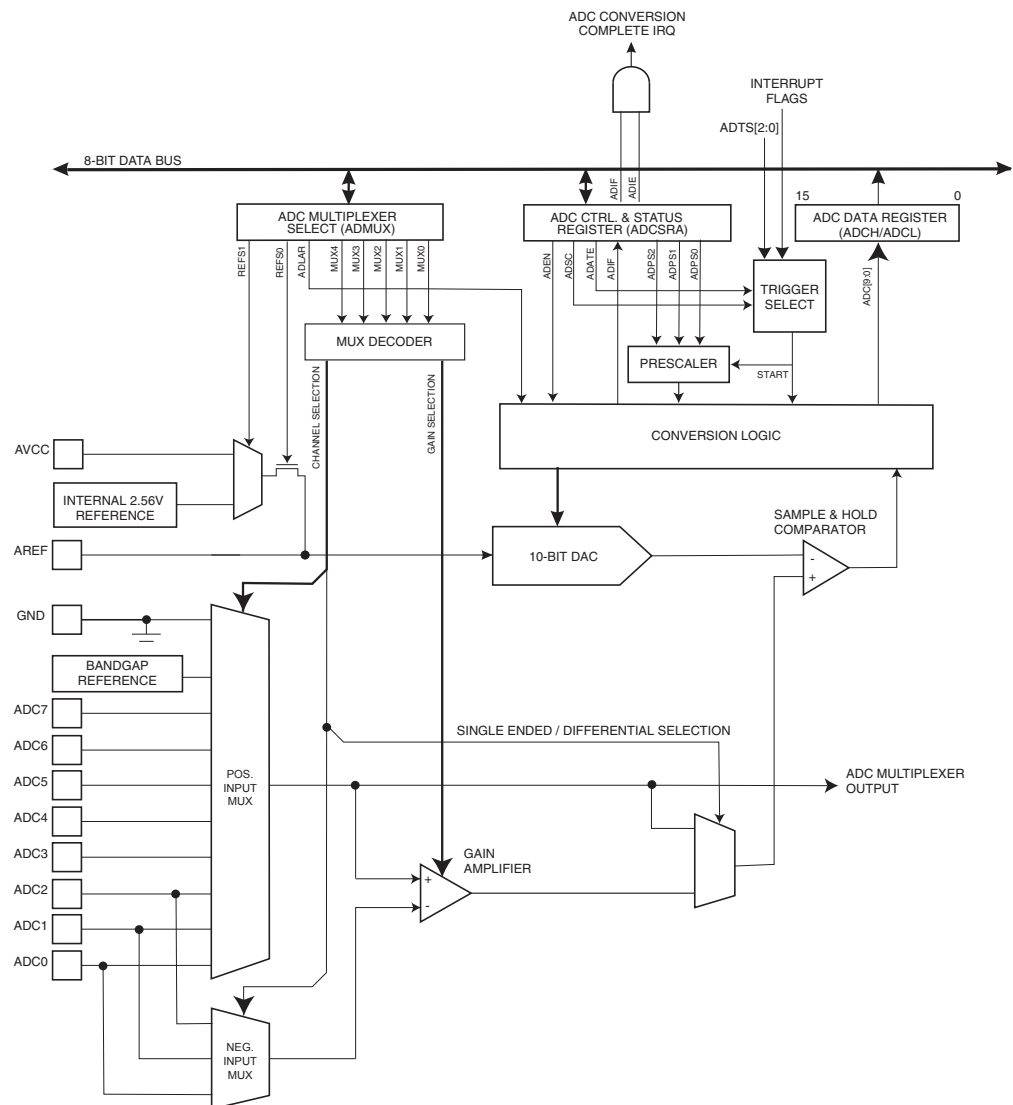 ADC CONVERSION
COMPLETE IRQ
INTERRUPT
FLAGS
ADTS[2:0]
8-BIT DATA BUS
ADIF
ADIE
15
0
ADC MULTIPLEXER
SELECT (ADMUX)
ADC CTRL. & STATUS
REGISTER (ADCSRA)
ADC DATA REGISTER
(ADCH/ADCL)
REFS1
REFS0
ADLAR
MUX4
MUX3
MUX2
MUX1
MUX0
ADEN
ADSC
ADATE
ADIF
ADPS2
ADPS1
ADPS0
ADC[9:0]
TRIGGER
SELECT
MUX DECODER
PRESCALER
START
CHANNEL SELECTION
GAIN SELECTION
CONVERSION LOGIC
AVCC
INTERNAL 2.56V
REFERENCE
SAMPLE & HOLD
COMPARATOR
AREF
10-BIT DAC
-
+
GND
BANDGAP
REFERENCE
ADC7
SINGLE ENDED / DIFFERENTIAL SELECTION
ADC6
ADC5
POS.
INPUT
MUX
ADC MULTIPLEXER
OUTPUT
ADC4
ADC3
GAIN
AMPLIFIER
+
-
ADC2
ADC1
ADC0
NEG.
INPUT
MUX